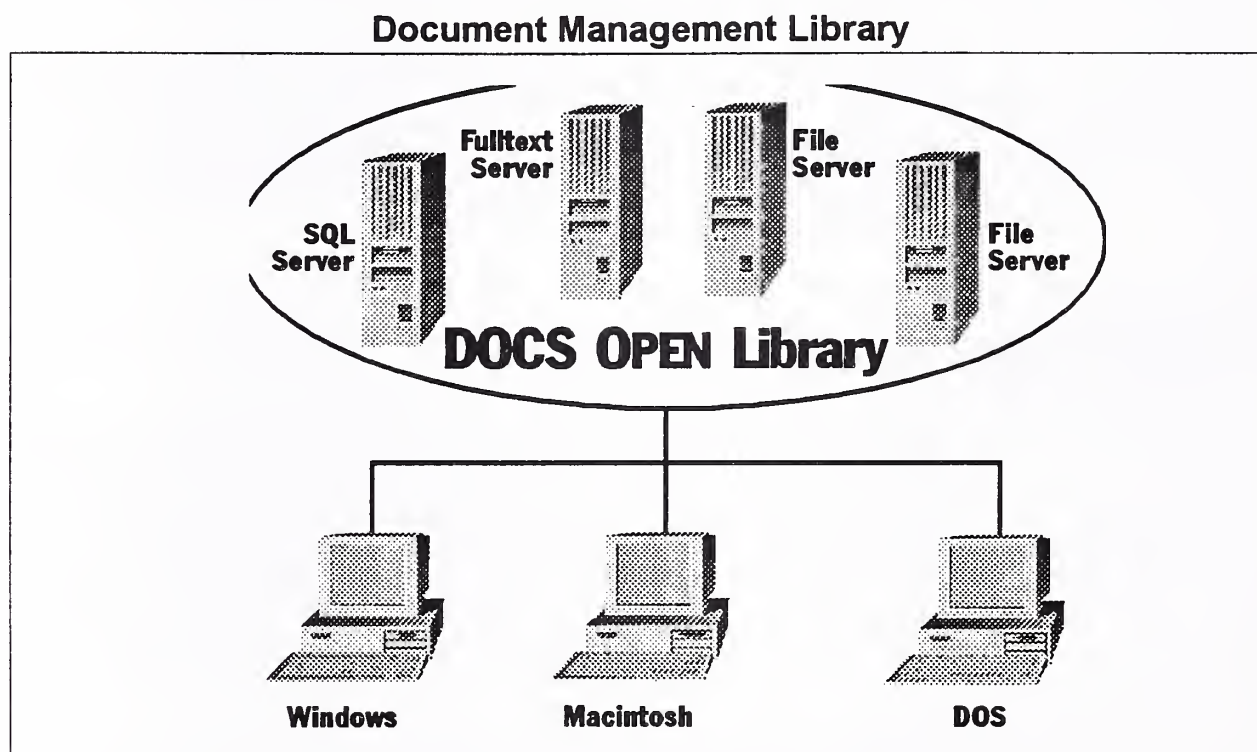 Document Management Library
Fulltext
Server
File
Server
SQL
Server
File
Server
DOCS OPEN Library
Windows
Macintosh
DOS